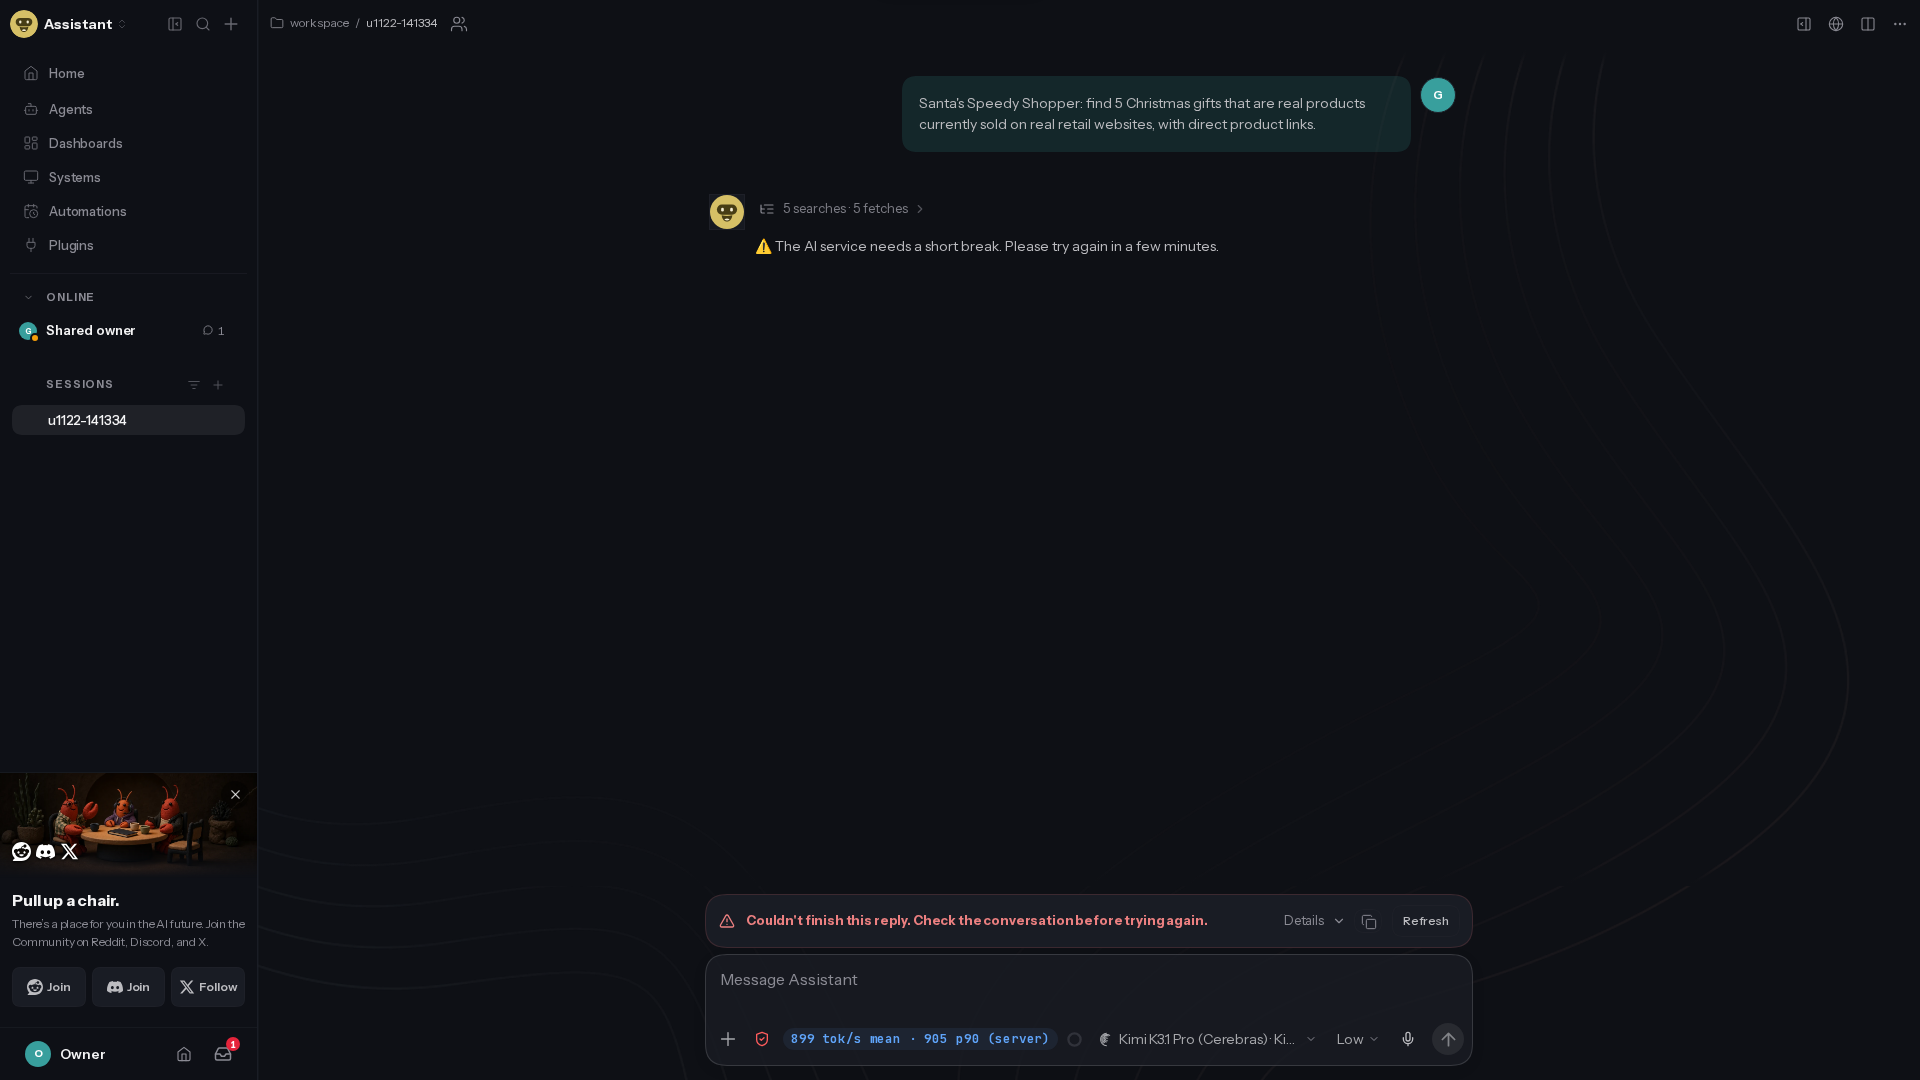 Assistant
Home
Agents
Dashboards
Systems
Automations
Plugins
ONLINE
G
Shared owner
1
SESSIONS
u1122-141334
Pull up a chair.
There's a place for you in the AI future. Join the
Community on Reddit, Discord, and X.
Join
Join
Follow
O
Owner
1
workspace / u1122-141334
Santa's Speedy Shopper: find 5 Christmas gifts that are real products
currently sold on real retail websites, with direct product links.
G
5 searches · 5 fetches
The AI service needs a short break. Please try again in a few minutes.
Couldn't finish this reply. Check the conversation before trying again.
Details
Refresh
Message Assistant
899 tok/s mean · 905 p90 (server)
Kimi K3.1 Pro (Cerebras) · Ki...
Low